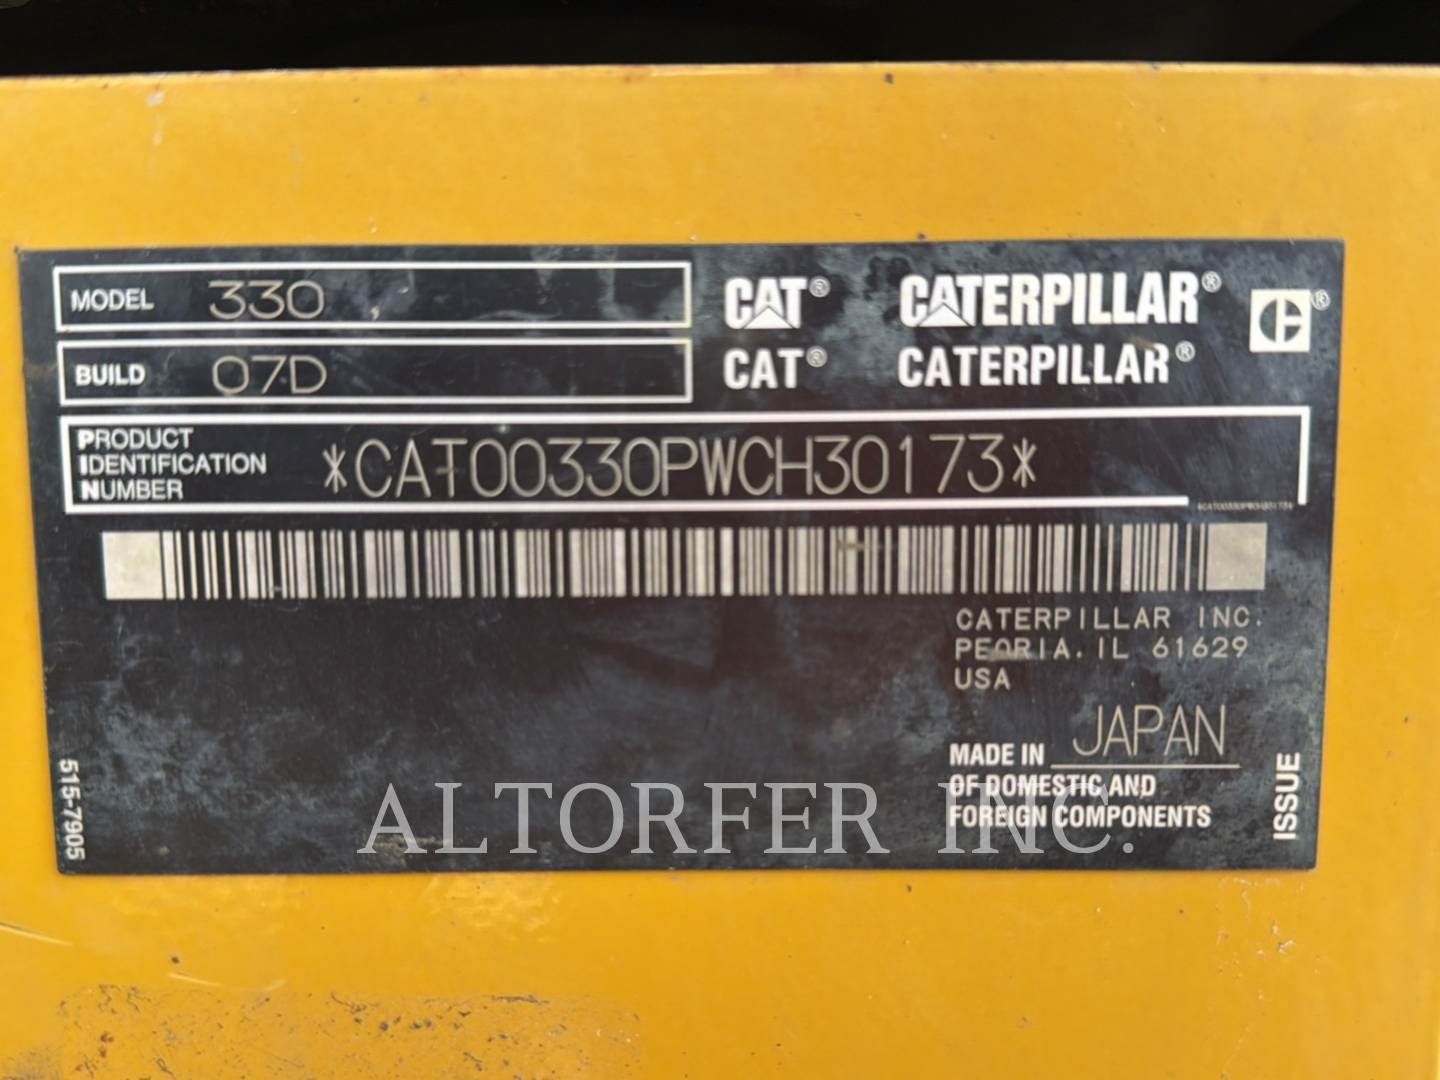 MODEL 330 ,
BUILD 07D
CAT® CATERPILLAR® ®
CAT® CATERPILLAR®
PRODUCT
IDENTIFICATION
NUMBER
*CAT00330PWCH30173*
CATERPILLAR INC.
PEORIA, IL 61629
USA
MADE IN JAPAN
OF DOMESTIC AND
FOREIGN COMPONENTS
515-7905
ISSUE
ALTORFER INC.